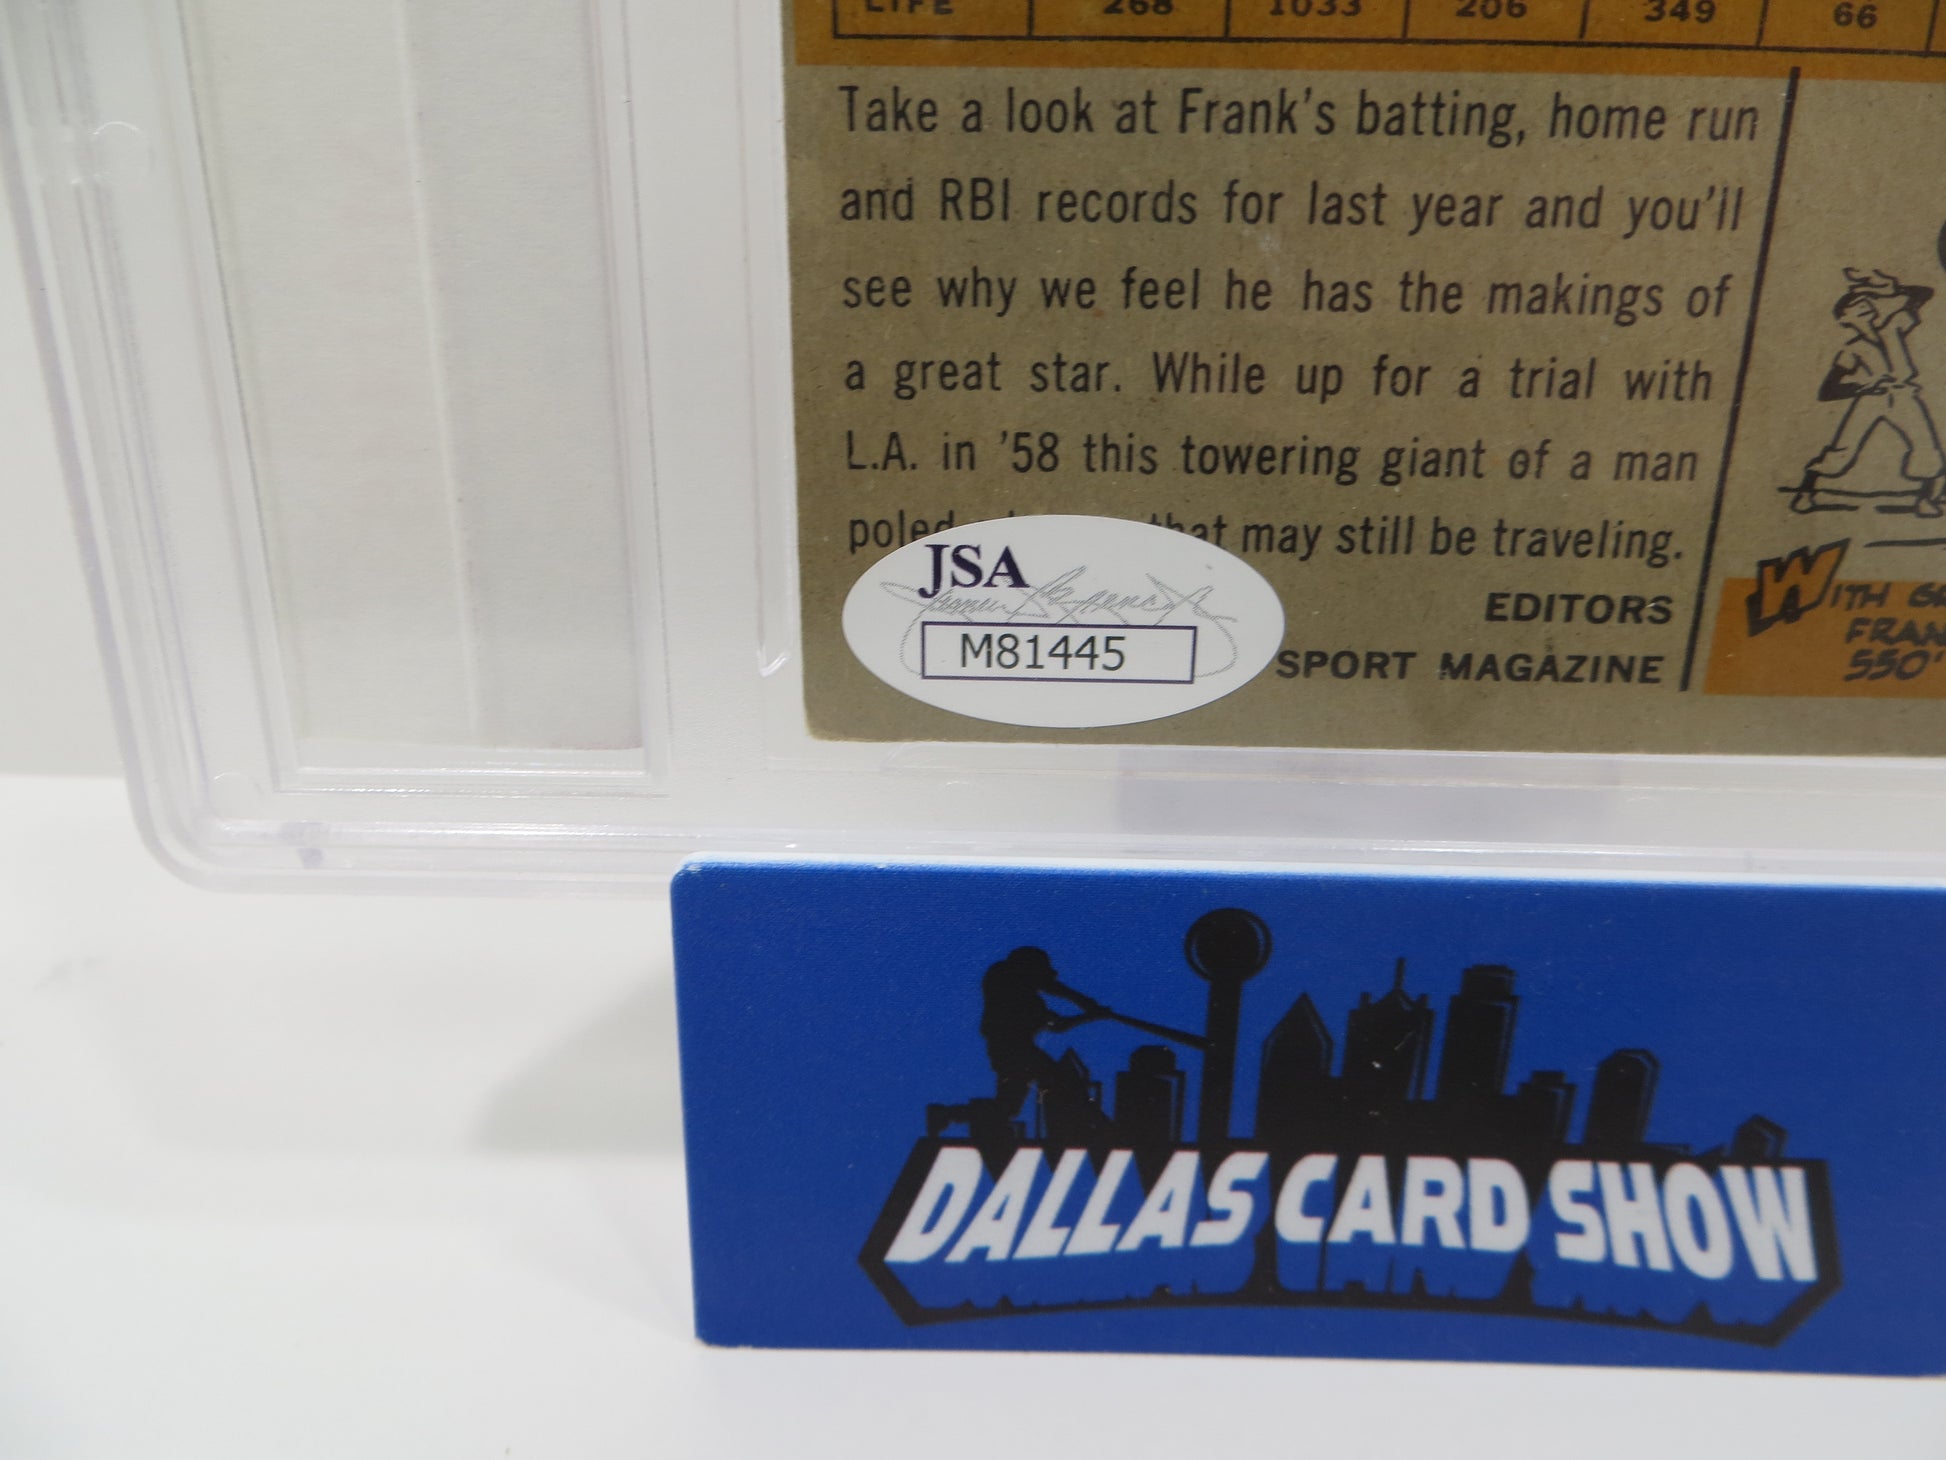 LIFE 268 1033 206 349 66
Take a look at Frank's batting, home run
and RBI records for last year and you'll
see why we feel he has the makings of
a great star. While up for a trial with
L.A. in '58 this towering giant of a man
poled that may still be traveling.
EDITORS
SPORT MAGAZINE
JSA
M81445
WITH
550'
DALLAS CARD SHOW